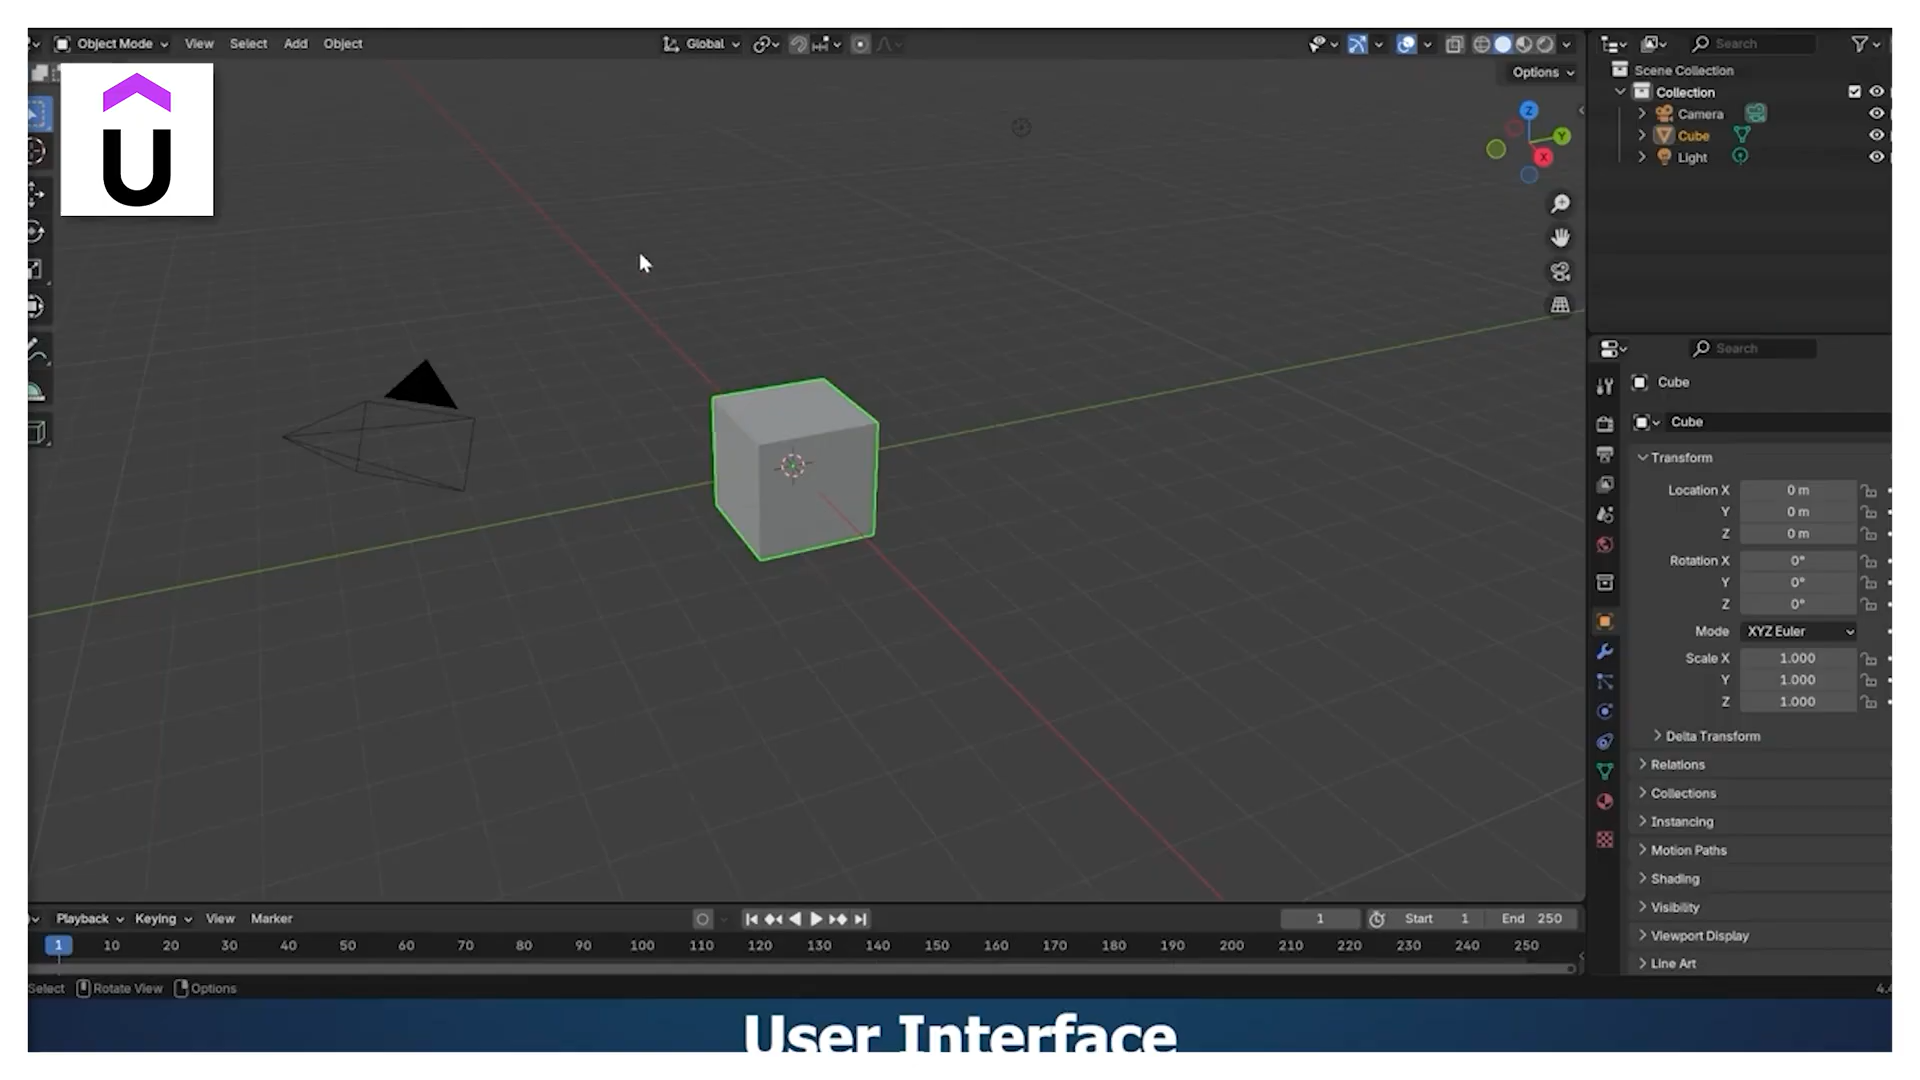 Object Mode View Select Add Object Global Search
Options
U
Scene Collection
Collection
Camera
Cube
Light
Z
Y
X
Search
Cube
Cube
Transform
Location X 0 m
Y 0 m
Z 0 m
Rotation X 0°
Y 0°
Z 0°
Mode XYZ Euler
Scale X 1.000
Y 1.000
Z 1.000
Delta Transform
Relations
Collections
Instancing
Motion Paths
Shading
Visibility
Viewport Display
Line Art
Playback Keying View Marker 1 Start 1 End 250
1 10 20 30 40 50 60 70 80 90 100 110 120 130 140 150 160 170 180 190 200 210 220 230 240 250
Select Rotate View Options
User Interface